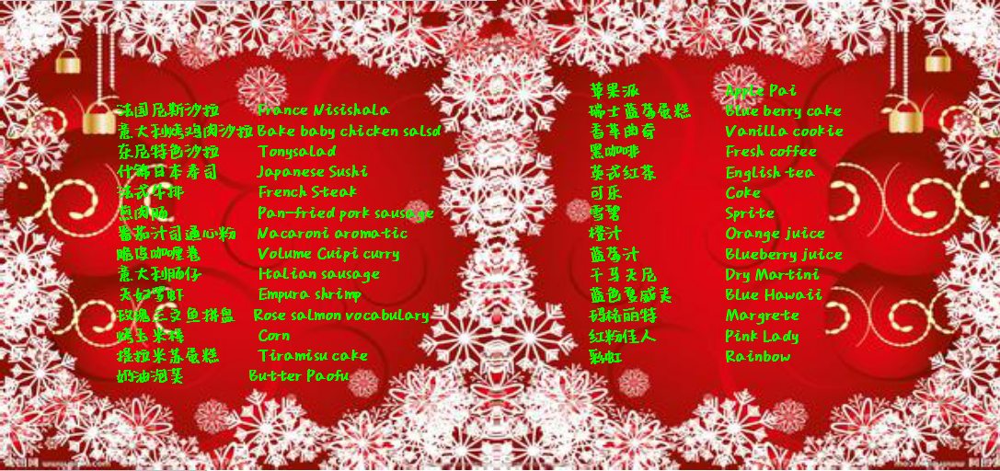 法国尼斯沙拉 France Nisishala
意大利烤鸡肉沙拉 Bake baby chicken salsd
东尼特色沙拉 Tonysalad
什锦日本寿司 Japanese Sushi
法式牛排 French Steak
煎肉肠 Pan-fried pork sausage
番茄汁司通心粉 Macaroni aromatic
脆皮咖喱卷 Volume Cuipi curry
意大利肠仔 Italian sausage
天妇罗虾 Empura shrimp
玫瑰三文鱼拼盘 Rose salmon vocabulary
烤玉米棒 Corn
提拉米苏蛋糕 Tiramisu cake
奶油泡芙 Butter Paofu
苹果派 Apple Pai
瑞士蓝莓蛋糕 Blue berry cake
香草曲奇 Vanilla cookie
黑咖啡 Fresh coffee
英式红茶 English tea
可乐 Coke
雪碧 Sprite
橙汁 Orange juice
蓝莓汁 Blueberry juice
干马天尼 Dry Martini
蓝色夏威夷 Blue Hawaii
玛格丽特 Margrete
红粉佳人 Pink Lady
彩虹 Rainbow